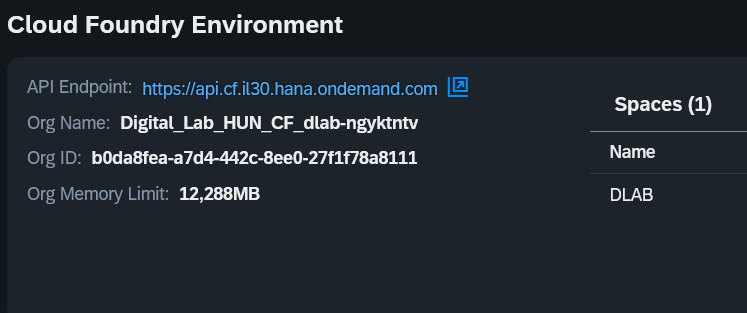 Cloud Foundry Environment
API Endpoint: https://api.cf.il30.hana.ondemand.com
Org Name: Digital_Lab_HUN_CF_dlab-ngyktntv
Org ID: b0da8fea-a7d4-442c-8ee0-27f1f78a8111
Org Memory Limit: 12,288MB
Spaces (1)
Name
DLAB